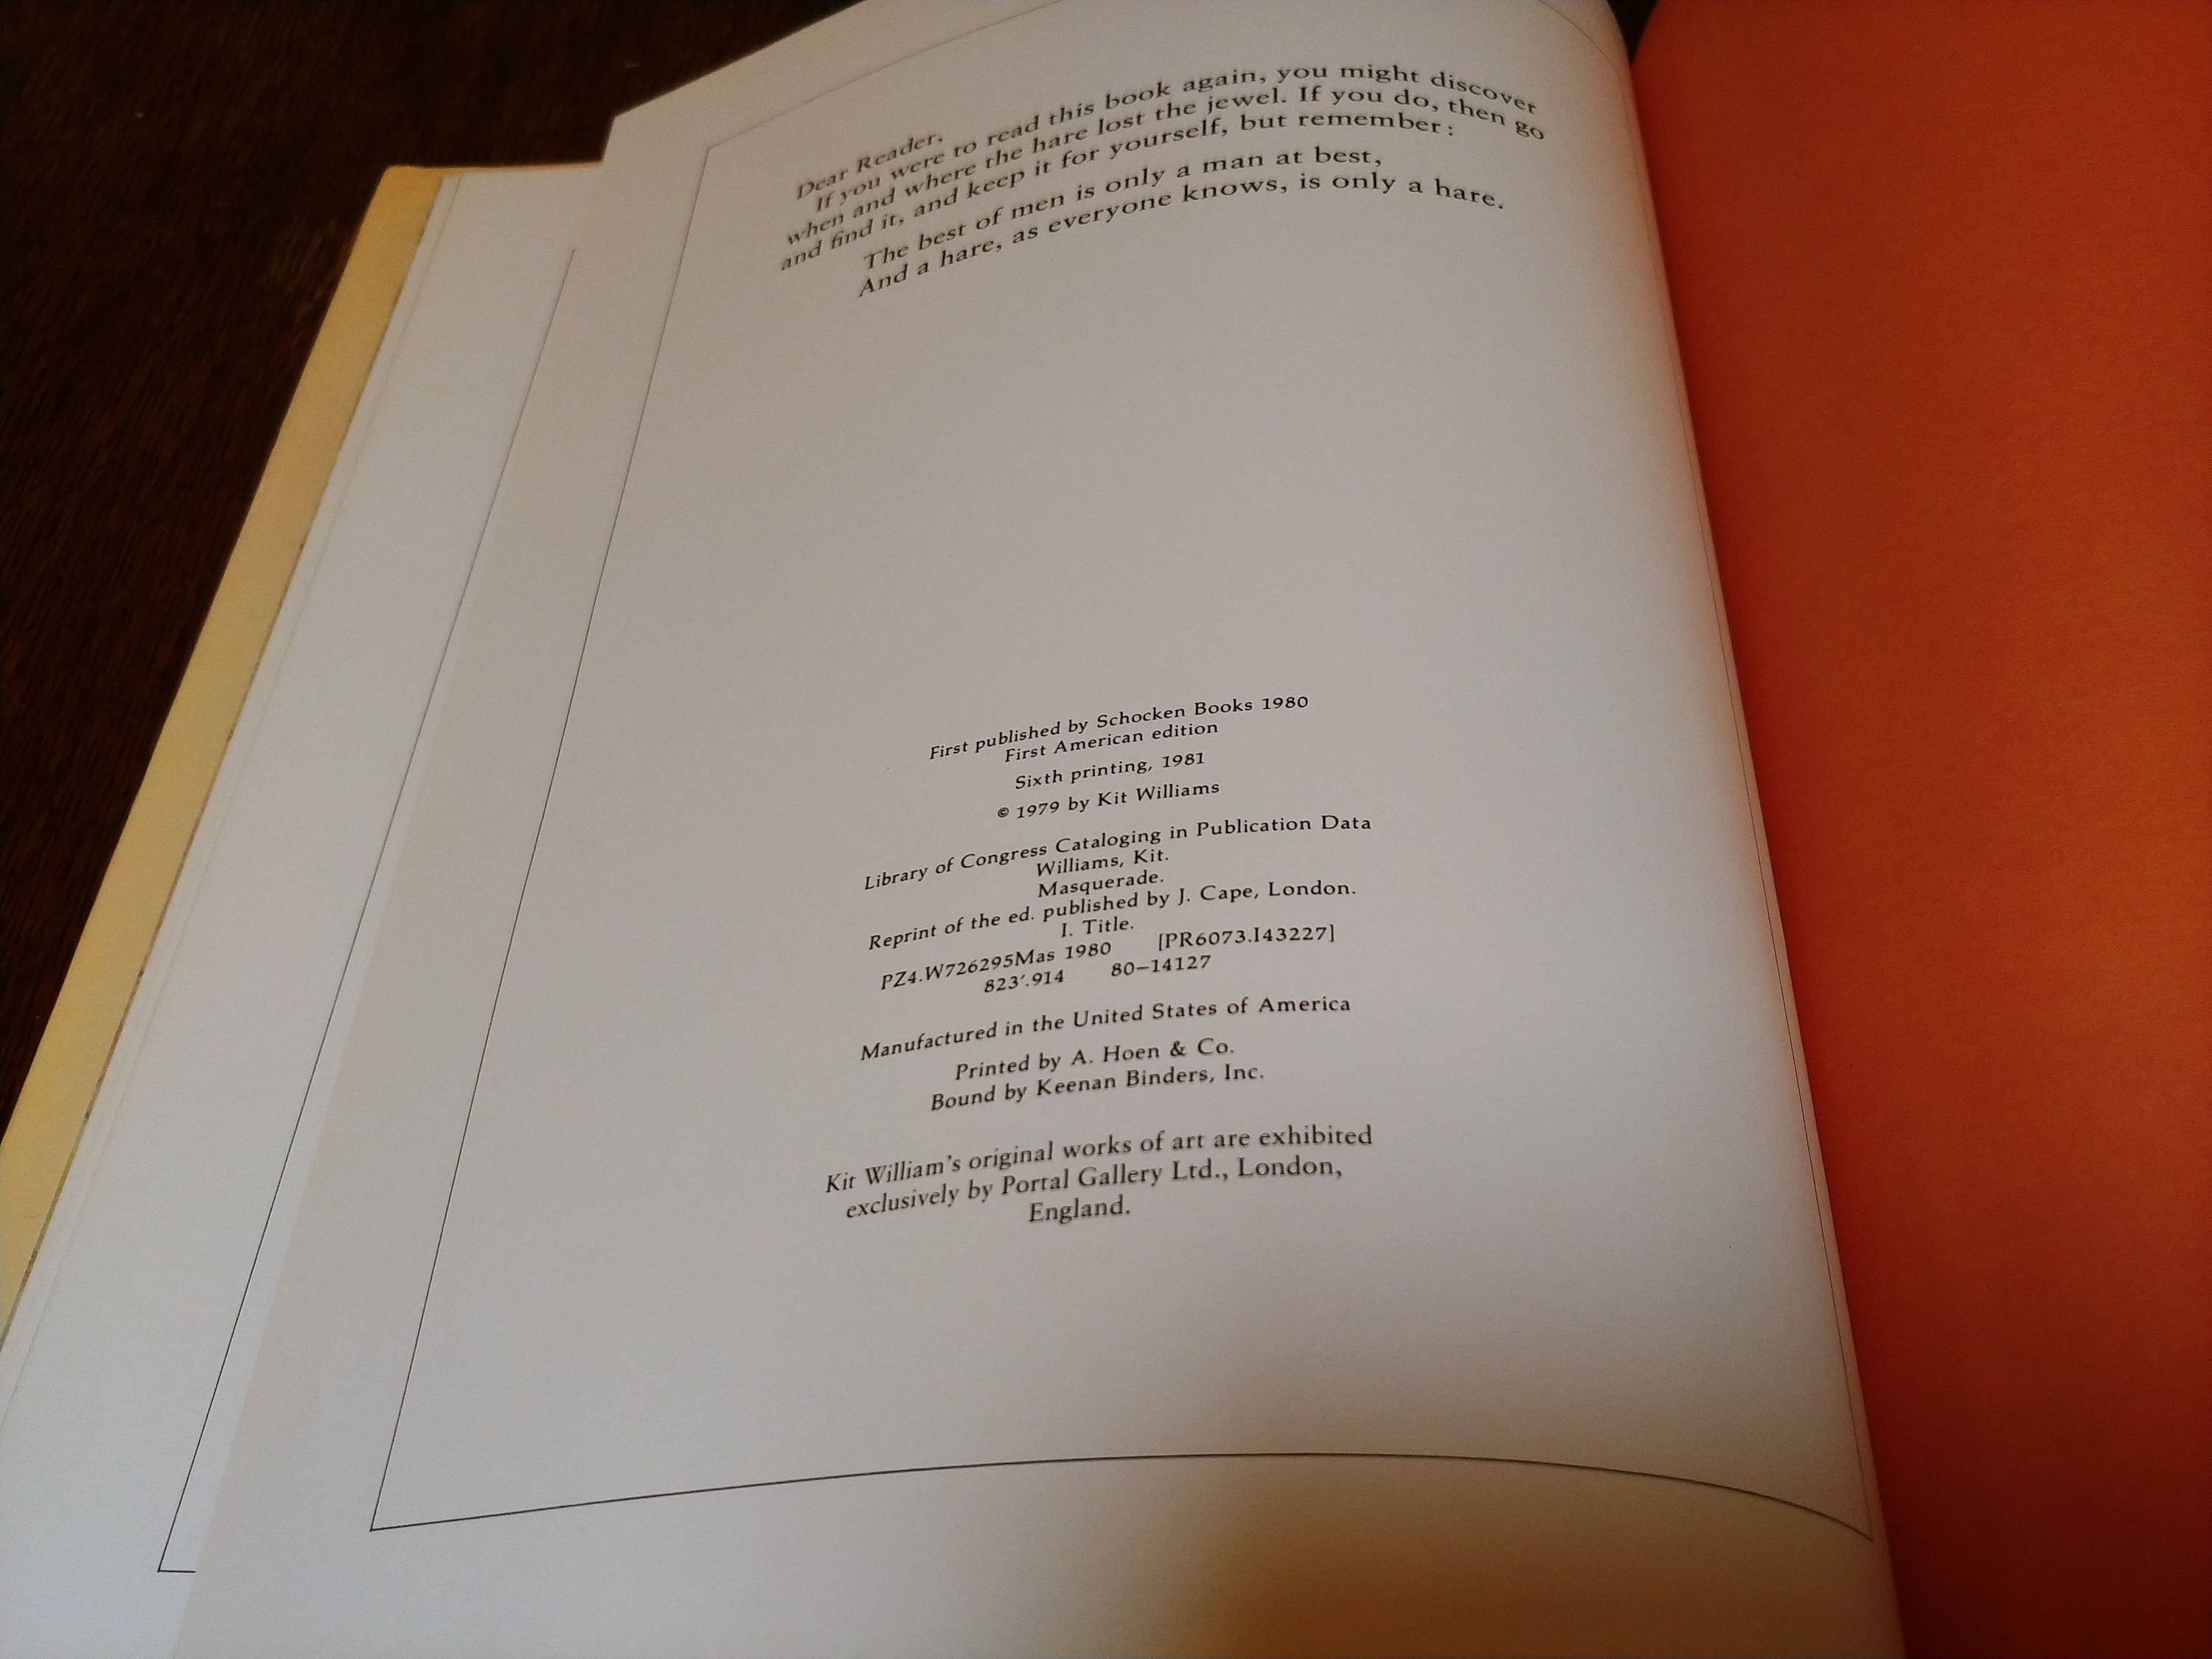 Dear Reader,
If you were to read this book again, you might discover
when and where the hare lost the jewel. If you do, then go
and find it, and keep it for yourself, but remember:
The best of men is only a man at best,
And a hare, as everyone knows, is only a hare.
First published by Schocken Books 1980
First American edition
Sixth printing, 1981
© 1979 by Kit Williams
Library of Congress Cataloging in Publication Data
Williams, Kit.
Masquerade.
Reprint of the ed. published by J. Cape, London.
I. Title.
PZ4.W726295Mas 1980 [PR6073.I43227]
823′.914 80–14127
Manufactured in the United States of America
Printed by A. Hoen & Co.
Bound by Keenan Binders, Inc.
Kit William's original works of art are exhibited
exclusively by Portal Gallery Ltd., London,
England.